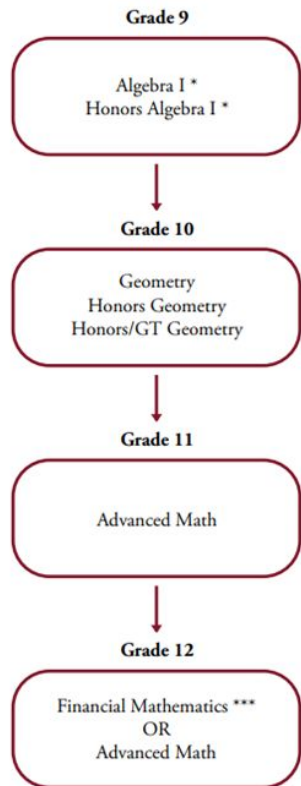 Grade 9
Algebra I *
Honors Algebra I *
Grade 10
Geometry
Honors Geometry
Honors/GT Geometry
Grade 11
Advanced Math
Grade 12
Financial Mathematics ***
OR
Advanced Math